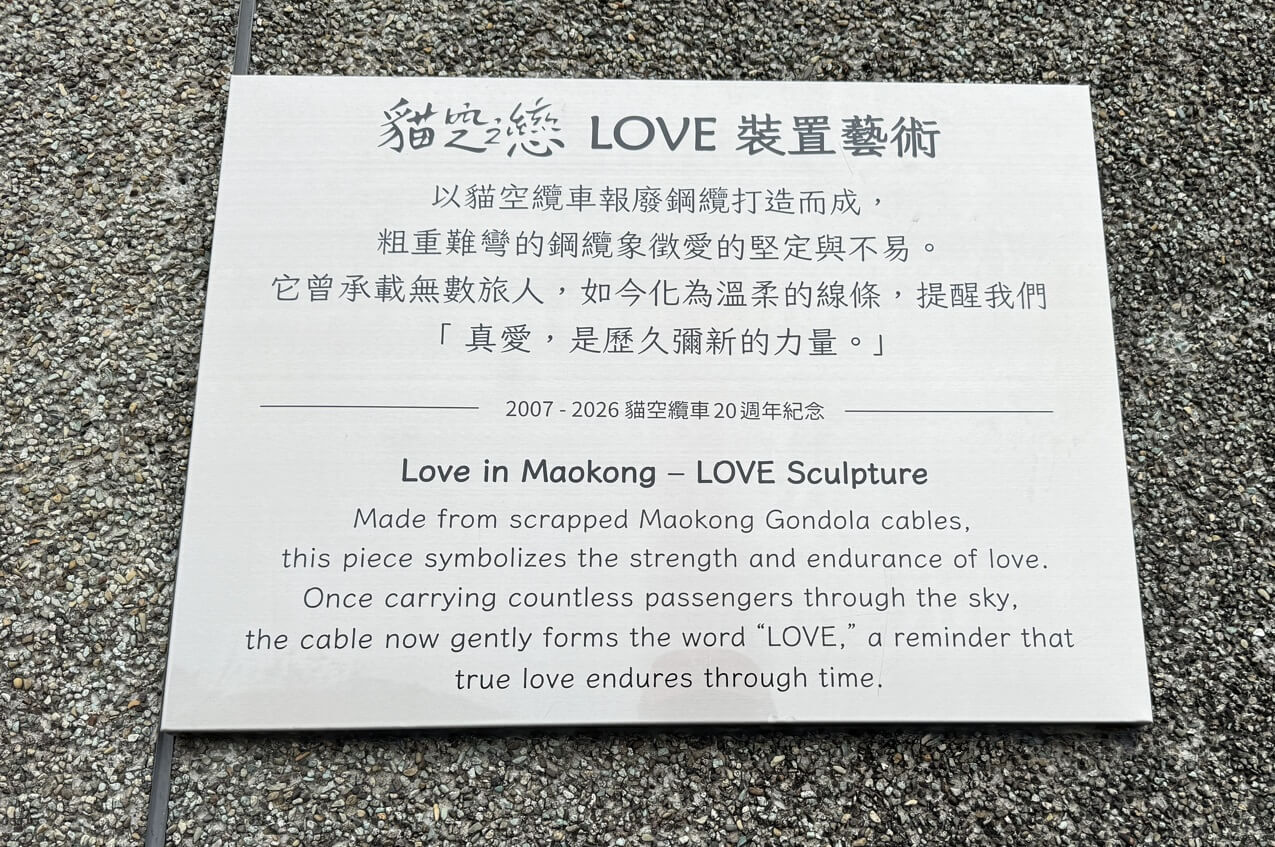 貓空之戀 LOVE 裝置藝術
以貓空纜車報廢鋼纜打造而成，
粗重難彎的鋼纜象徵愛的堅定與不易。
它曾承載無數旅人，如今化為溫柔的線條，提醒我們
「真愛，是歷久彌新的力量。」
2007 - 2026 貓空纜車20週年紀念
Love in Maokong – LOVE Sculpture
Made from scrapped Maokong Gondola cables,
this piece symbolizes the strength and endurance of love.
Once carrying countless passengers through the sky,
the cable now gently forms the word “LOVE,” a reminder that
true love endures through time.